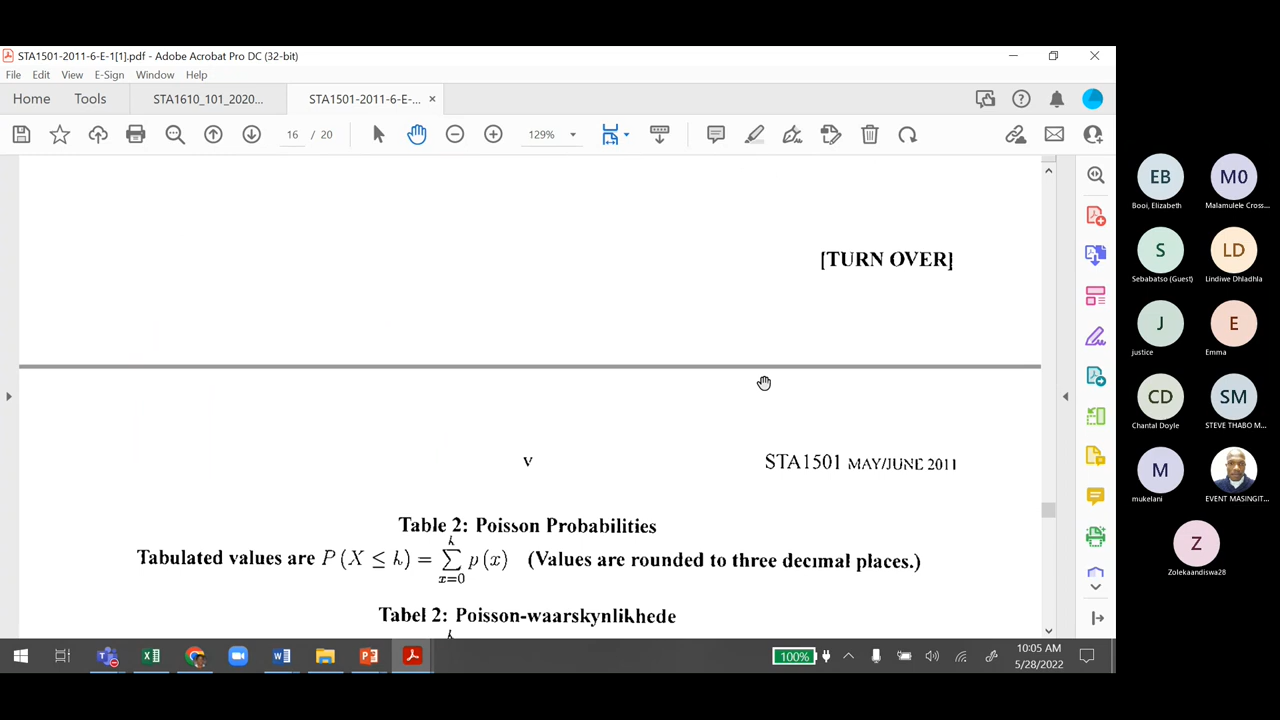 STA1501-2011-6-E-1[1].pdf - Adobe Acrobat Pro DC (32-bit)
File Edit View E-Sign Window Help
Home Tools STA1610_101_2020... STA1501-2011-6-E-... ×
16 / 20 129%
[TURN OVER]
v STA1501 MAY/JUNE 2011
Table 2: Poisson Probabilities
Tabulated values are P (X ≤ k) = ∑ₓ₌₀ᵏ p (x) (Values are rounded to three decimal places.)
Tabel 2: Poisson-waarskynlikhede
k
EB M0
Booi, Elizabeth Malamulele Cross...
S LD
Sebabatso (Guest) Lindiwe Dhladhla
J E
justice Emma
CD SM
Chantal Doyle STEVE THABO M...
M
mukelani EVENT MASINGIT...
Z
Zolekaandiswa28
100% 10:05 AM
5/28/2022